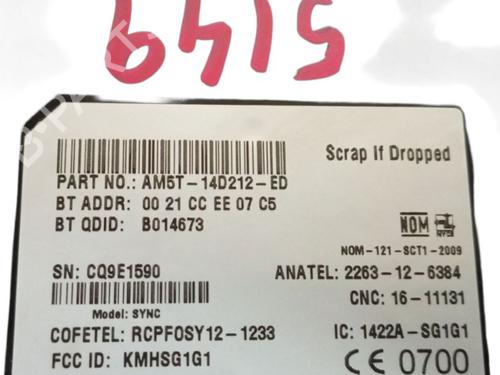 5149
Scrap If Dropped
PART NO.: AM5T-14D212-ED
BT ADDR: 00 21 CC EE 07 C5
BT QDID: B014673
NOM
NOM-121-SCT1-2009
SN: CQ9E1590
ANATEL: 2263-12-6384
CNC: 16-11131
Model: SYNC
COFETEL: RCPFOSY12-1233
IC: 1422A-SG1G1
FCC ID: KMHSG1G1
CE 0700